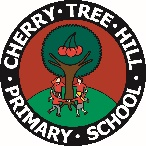 CHERRY · TREE · HILL
· PRIMARY · SCHOOL ·